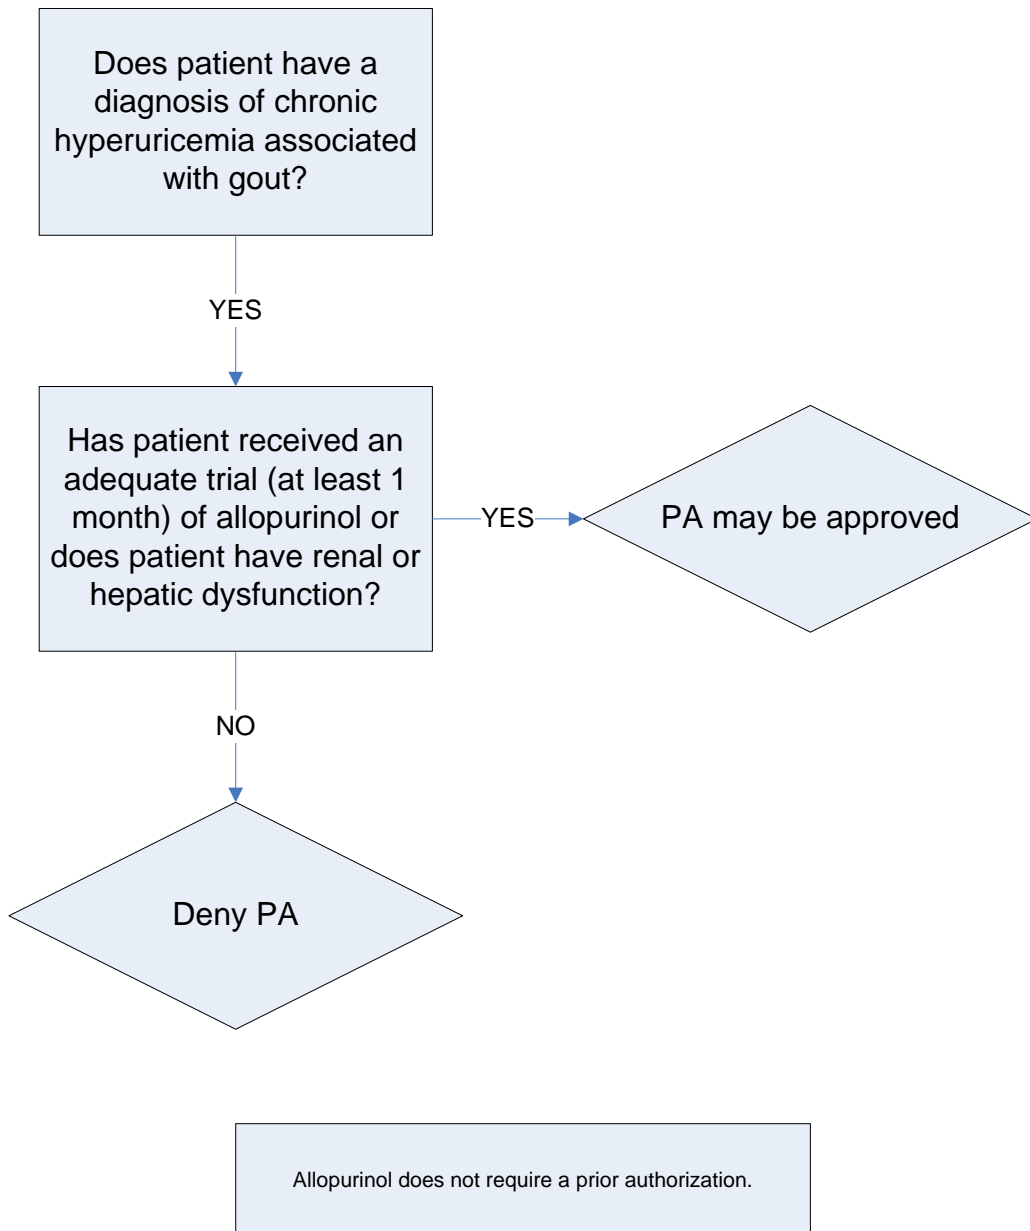 Does patient have a
diagnosis of chronic
hyperuricemia associated
with gout?
YES
Has patient received an
adequate trial (at least 1
month) of allopurinol or
does patient have renal or
hepatic dysfunction?
YES
PA may be approved
NO
Deny PA
Allopurinol does not require a prior authorization.